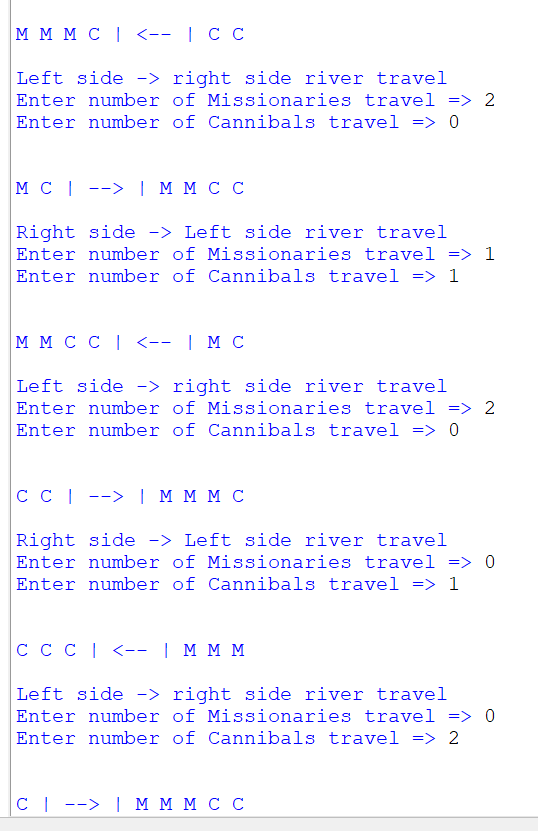 M M M C | <-- | C C
Left side -> right side river travel
Enter number of Missionaries travel => 2
Enter number of Cannibals travel => 0
M C | --> | M M C C
Right side -> Left side river travel
Enter number of Missionaries travel => 1
Enter number of Cannibals travel => 1
M M C C | <-- | M C
Left side -> right side river travel
Enter number of Missionaries travel => 2
Enter number of Cannibals travel => 0
C C | --> | M M M C
Right side -> Left side river travel
Enter number of Missionaries travel => 0
Enter number of Cannibals travel => 1
C C C | <-- | M M M
Left side -> right side river travel
Enter number of Missionaries travel => 0
Enter number of Cannibals travel => 2
C | --> | M M M C C